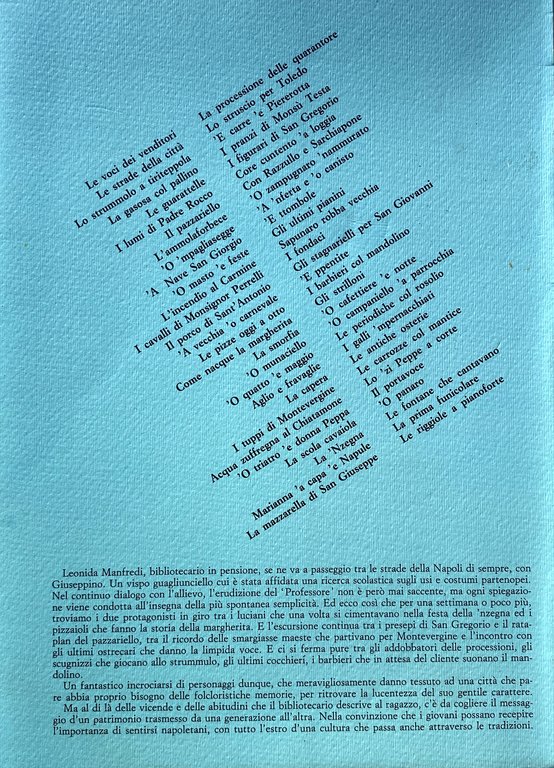 Le voci dei venditori
Le strade della città
Lo strummolo a tiriteppola
La gasosa col pallino
Le guarattelle
I lumi di Padre Rocco
Il pazzariello
L'ammolaforbece
'O 'mpagliasegge
'A Nave San Giorgio
'O masto 'e feste
L'incendio al Carmine
I cavalli di Monsignor Perrelli
Il porco di Sant'Antonio
'A vecchia 'o carnevale
Le pizze oggi a otto
Come nacque la margherita
La smorfia
'O munaciello
'O quatto 'e maggio
Aglio e fravaglie
La capera
I tuppi di Montevergine
Acqua zuffregna al Chiatamone
'O triatro 'e donna Peppa
La scola cavaiola
La 'Nzegna
Marianna 'a capa 'e Napule
La mazzarella di San Giuseppe
La processione delle quarantore
Lo struscio per Toledo
'E carre 'e Piererotta
I pranzi di Monsù Testa
I figurari di San Gregorio
Core cuntento 'a loggia
Con Razzullo e Sarchiapone
'O zampugnaro 'nammurato
'A 'nferta e 'o canisto
'E ttombole
Gli ultimi pianini
Sapunaro robba vecchia
I fondaci
Gli stagnarielli per San Giovanni
'E ppentite
I barbieri col mandolino
Gli strilloni
'O cafettiere 'e notte
'O campaniello 'a parrocchia
Le periodiche col rosolio
I galli 'mpernacchiati
Le antiche osterie
Le carrozze col mantice
Lo 'zi Peppe a corte
Il portavoce
'O panaro
Le fontane che cantavano
La prima funicolare
Le riggiole a pianoforte
Leonida Manfredi, bibliotecario in pensione, se ne va a passeggio tra le strade della Napoli di sempre, con
Giuseppino. Un vispo guagliunciello cui è stata affidata una ricerca scolastica sugli usi e costumi partenopei.
Nel continuo dialogo con l'allievo, l'erudizione del 'Professore' non è però mai saccente, ma ogni spiegazio-
ne viene condotta all'insegna della più spontanea semplicità. Ed ecco così che per una settimana o poco più,
troviamo i due protagonisti in giro tra i luciani che una volta si cimentavano nella festa della 'nzegna ed i
pizzaioli che fanno la storia della margherita. E l'escursione continua tra i presepi di San Gregorio e il rata-
plan del pazzariello, tra il ricordo delle smargiasse maeste che partivano per Montevergine e l'incontro con
gli ultimi ostrecari che danno la limpida voce. E ci si ferma pure tra gli addobbatori delle processioni, gli
scugnizzi che giocano allo strummulo, gli ultimi cocchieri, i barbieri che in attesa del cliente suonano il man-
dolino.
Un fantastico incrociarsi di personaggi dunque, che meravigliosamente danno tessuto ad una città che pa-
re abbia proprio bisogno delle folcloristiche memorie, per ritrovare la lucentezza del suo gentile carattere.
Ma al di là delle vicende e delle abitudini che il bibliotecario descrive al ragazzo, c'è da cogliere il messag-
gio d'un patrimonio trasmesso da una generazione all'altra. Nella convinzione che i giovani possano recepire
l'importanza di sentirsi napoletani, con tutto l'estro d'una cultura che passa anche attraverso le tradizioni.